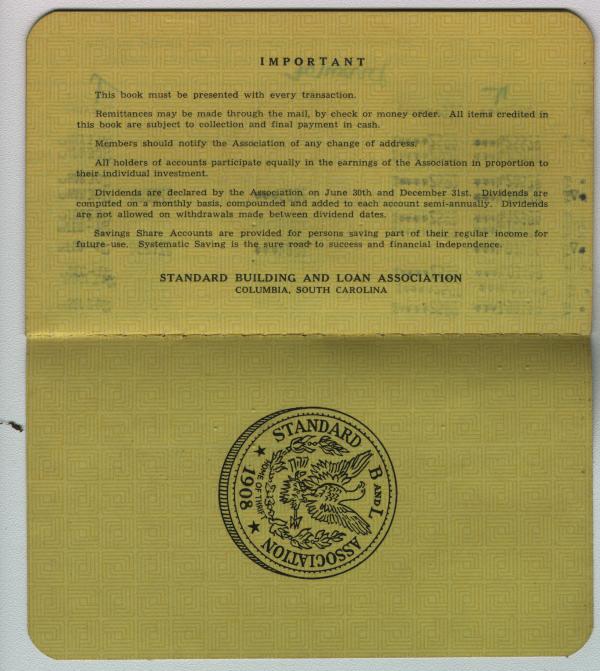 IMPORTANT
This book must be presented with every transaction.
Remittances may be made through the mail, by check or money order. All items credited in
this book are subject to collection and final payment in cash.
Members should notify the Association of any change of address.
All holders of accounts participate equally in the earnings of the Association in proportion to
their individual investment.
Dividends are declared by the Association on June 30th and December 31st. Dividends are
computed on a monthly basis, compounded and added to each account semi-annually. Dividends
are not allowed on withdrawals made between dividend dates.
Savings Share Accounts are provided for persons saving part of their regular income for
future use. Systematic Saving is the sure road to success and financial independence.
STANDARD BUILDING AND LOAN ASSOCIATION
COLUMBIA, SOUTH CAROLINA
STANDARD B AND L ASSOCIATION
HOME OF THRIFT
1908